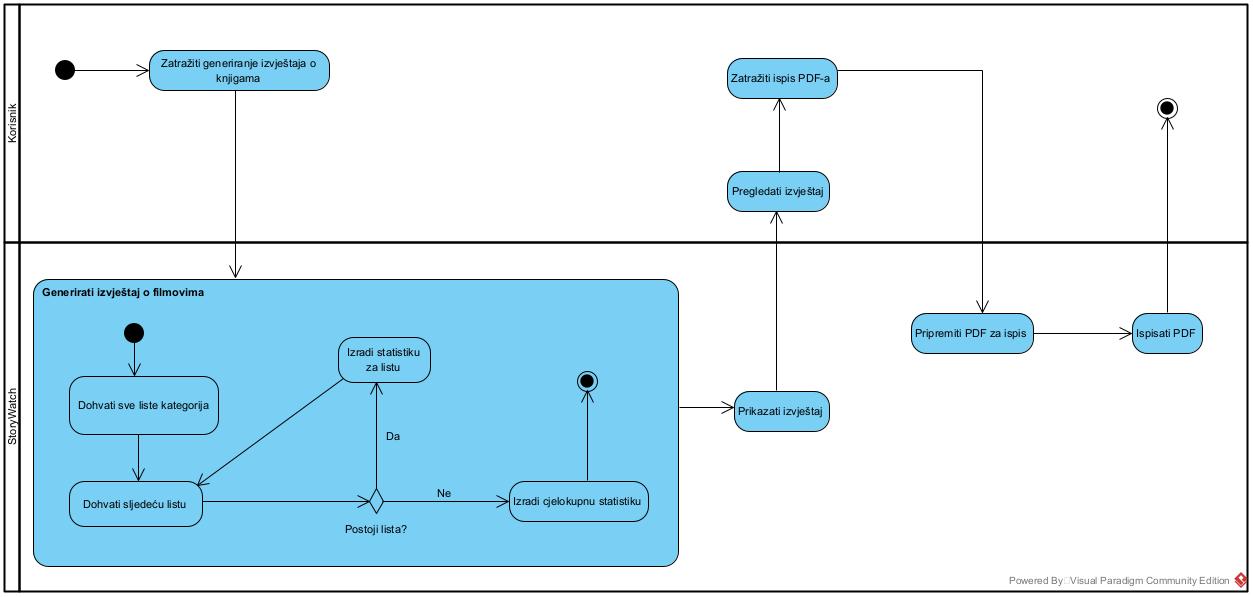 Korisnik
Zatražiti generiranje izvještaja o
knjigama
Zatražiti ispis PDF-a
Pregledati izvještaj
StoryWatch
Generirati izvještaj o filmovima
Dohvati sve liste kategorija
Dohvati sljedeću listu
Izradi statistiku
za listu
Da
Postoji lista?
Ne
Izradi cjelokupnu statistiku
Prikazati izvještaj
Pripremiti PDF za ispis
Ispisati PDF
Powered By Visual Paradigm Community Edition